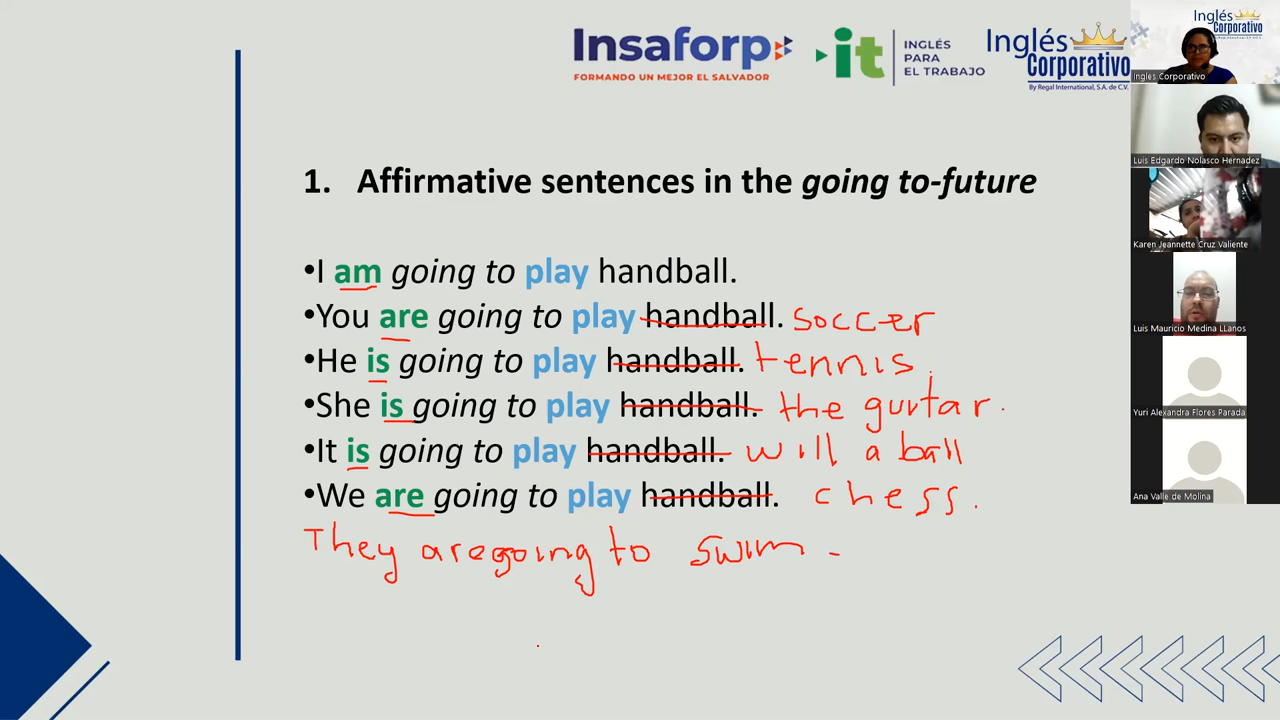 Insaforp
FORMANDO UN MEJOR EL SALVADOR
it
INGLÉS
PARA
EL TRABAJO
Inglés
Corporativo
By Regal International, S.A. de C.V.
Inglés
Corporativo
Ingles Corporativo
Luis Edgardo Nolasco Hernadez
Karen Jeannette Cruz Valiente
Luis Mauricio Medina LLanos
Yuri Alexandra Flores Parada
Ana Valle de Molina
1. Affirmative sentences in the going to-future
•I am going to play handball.
•You are going to play handball. soccer
•He is going to play handball. tennis.
•She is going to play handball. the guitar.
•It is going to play handball. will a ball
•We are going to play handball. chess.
They are going to swim.